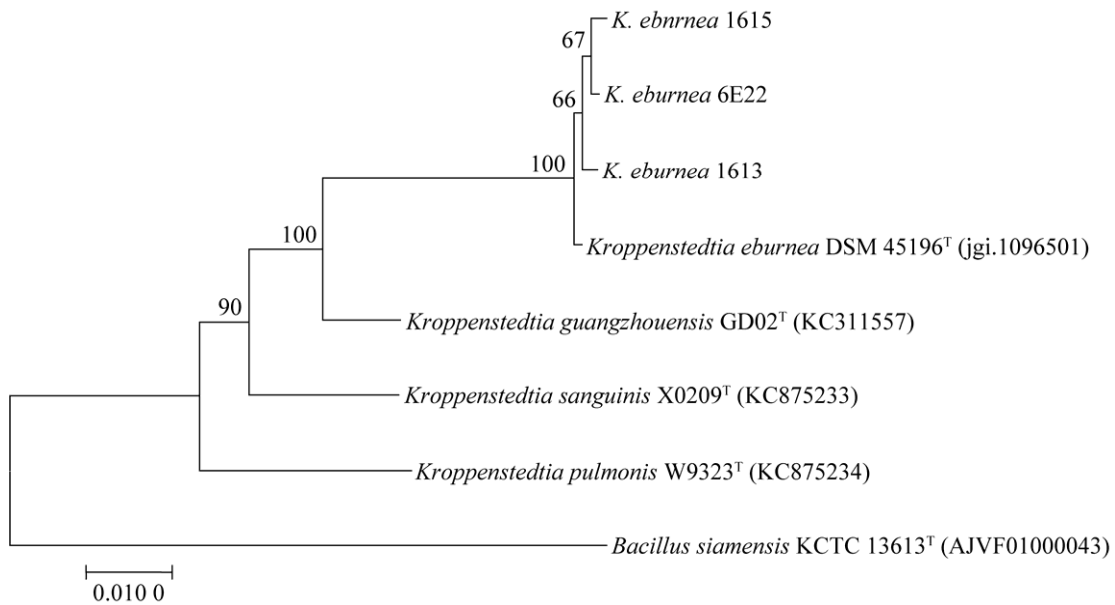 K. ebnrnea 1615
67
K. eburnea 6E22
66
100
K. eburnea 1613
100
Kroppenstedtia eburnea DSM 45196ᵀ (jgi.1096501)
90
Kroppenstedtia guangzhouensis GD02ᵀ (KC311557)
Kroppenstedtia sanguinis X0209ᵀ (KC875233)
Kroppenstedtia pulmonis W9323ᵀ (KC875234)
Bacillus siamensis KCTC 13613ᵀ (AJVF01000043)
0.010 0